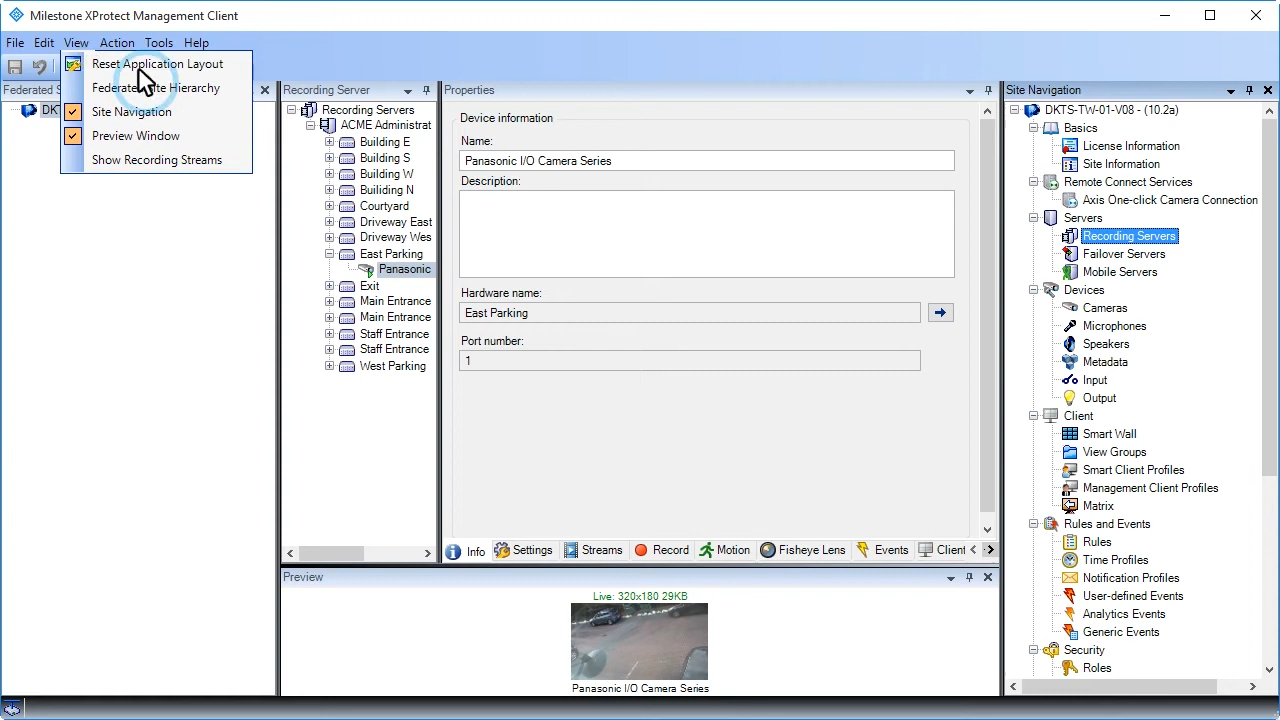 Milestone XProtect Management Client
File Edit View Action Tools Help
Reset Application Layout
Federated Site Hierarchy
Site Navigation
Preview Window
Show Recording Streams
Federated S
DKT
Recording Server
Recording Servers
ACME Administrat
Building E
Building S
Building W
Builiding N
Courtyard
Driveway East
Driveway Wes
East Parking
Panasonic
Exit
Main Entrance
Main Entrance
Staff Entrance
Staff Entrance
West Parking
Properties
Device information
Name:
Panasonic I/O Camera Series
Description:
Hardware name:
East Parking
Port number:
1
Info Settings Streams Record Motion Fisheye Lens Events Client
Preview
Live: 320x180 29KB
Panasonic I/O Camera Series
Site Navigation
DKTS-TW-01-V08 - (10.2a)
Basics
License Information
Site Information
Remote Connect Services
Axis One-click Camera Connection
Servers
Recording Servers
Failover Servers
Mobile Servers
Devices
Cameras
Microphones
Speakers
Metadata
Input
Output
Client
Smart Wall
View Groups
Smart Client Profiles
Management Client Profiles
Matrix
Rules and Events
Rules
Time Profiles
Notification Profiles
User-defined Events
Analytics Events
Generic Events
Security
Roles